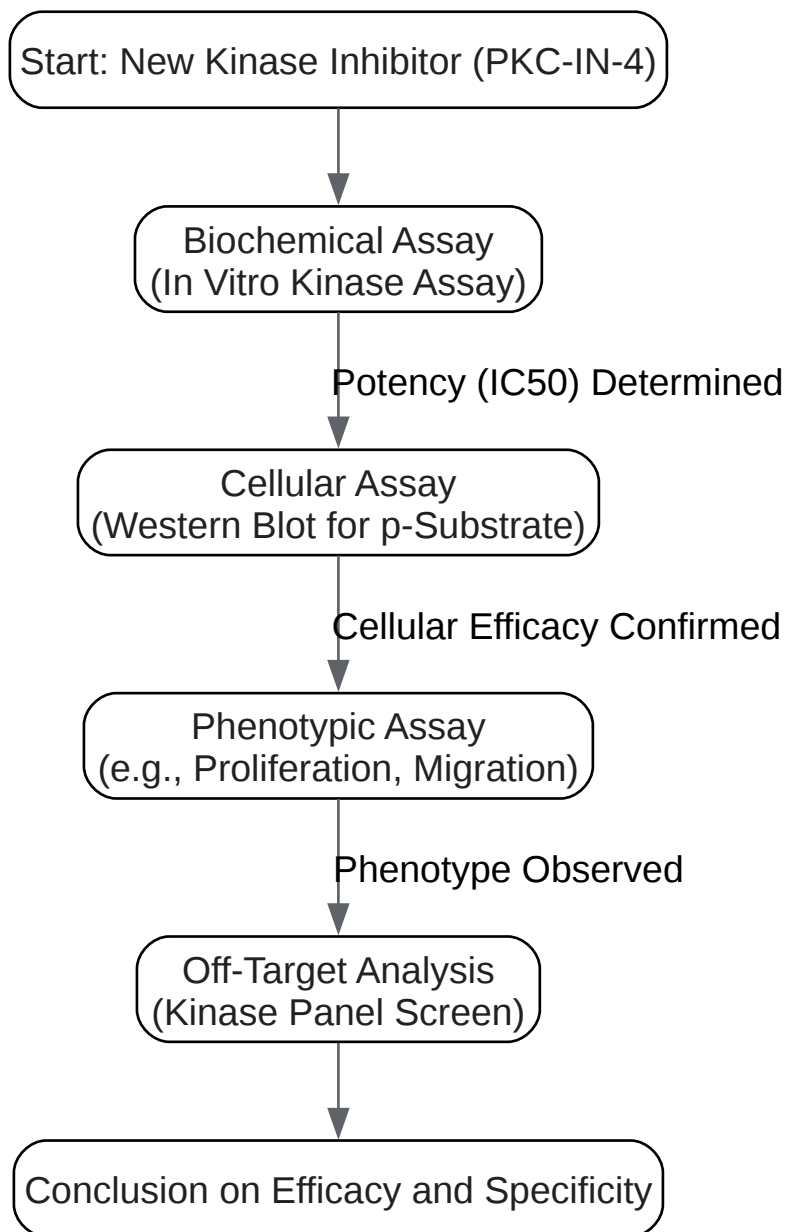 Start: New Kinase Inhibitor (PKC-IN-4)
Biochemical Assay
(In Vitro Kinase Assay)
Potency (IC50) Determined
Cellular Assay
(Western Blot for p-Substrate)
Cellular Efficacy Confirmed
Phenotypic Assay
(e.g., Proliferation, Migration)
Phenotype Observed
Off-Target Analysis
(Kinase Panel Screen)
Conclusion on Efficacy and Specificity